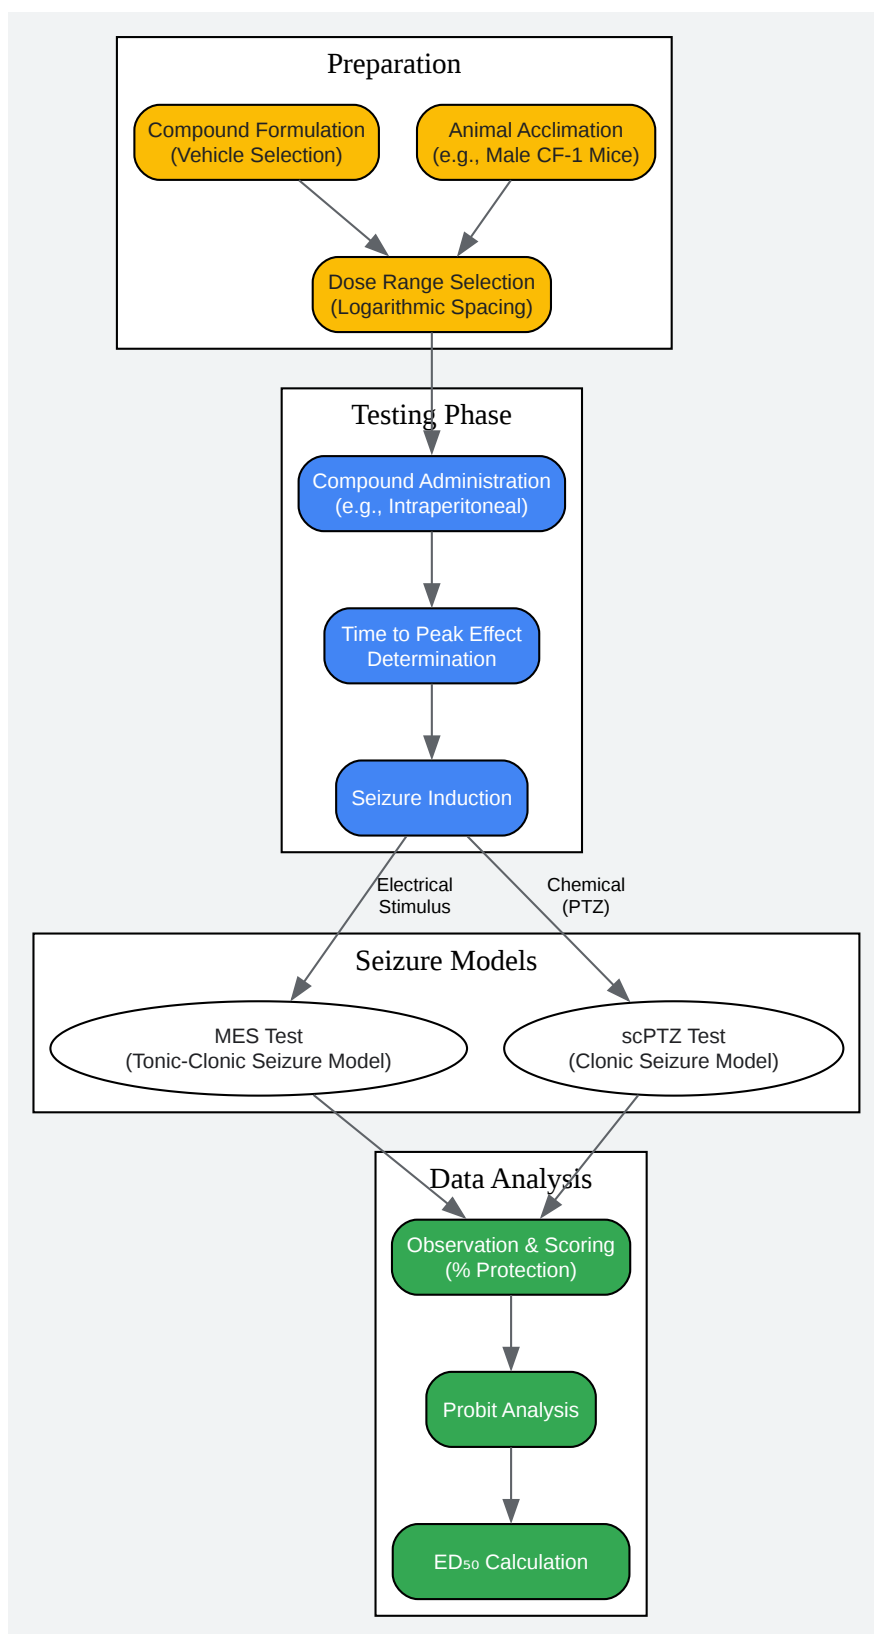 Preparation
Compound Formulation
(Vehicle Selection)
Animal Acclimation
(e.g., Male CF-1 Mice)
Dose Range Selection
(Logarithmic Spacing)
Testing Phase
Compound Administration
(e.g., Intraperitoneal)
Time to Peak Effect
Determination
Seizure Induction
Electrical
Stimulus
Chemical
(PTZ)
Seizure Models
MES Test
(Tonic-Clonic Seizure Model)
scPTZ Test
(Clonic Seizure Model)
Data Analysis
Observation & Scoring
(% Protection)
Probit Analysis
ED₅₀ Calculation